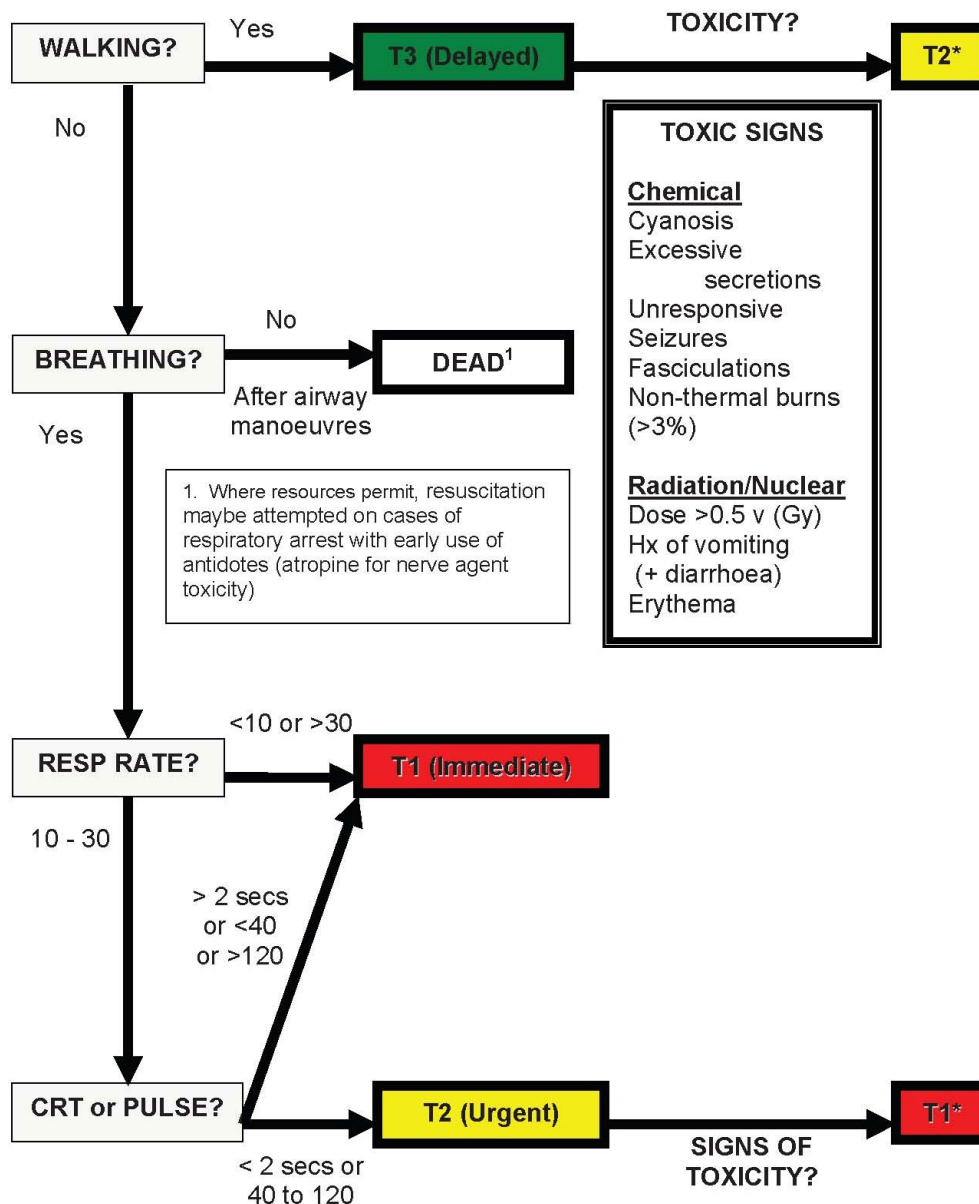 WALKING?
Yes
T3 (Delayed)
TOXICITY?
T2*
No
TOXIC SIGNS
Chemical
Cyanosis
Excessive
secretions
Unresponsive
Seizures
Fasciculations
Non-thermal burns
(>3%)
Radiation/Nuclear
Dose >0.5 v (Gy)
Hx of vomiting
(+ diarrhoea)
Erythema
BREATHING?
No
After airway
manoeuvres
DEAD¹
Yes
1. Where resources permit, resuscitation
maybe attempted on cases of
respiratory arrest with early use of
antidotes (atropine for nerve agent
toxicity)
RESP RATE?
<10 or >30
T1 (Immediate)
10 - 30
> 2 secs
or <40
or >120
CRT or PULSE?
< 2 secs or
40 to 120
T2 (Urgent)
SIGNS OF
TOXICITY?
T1*